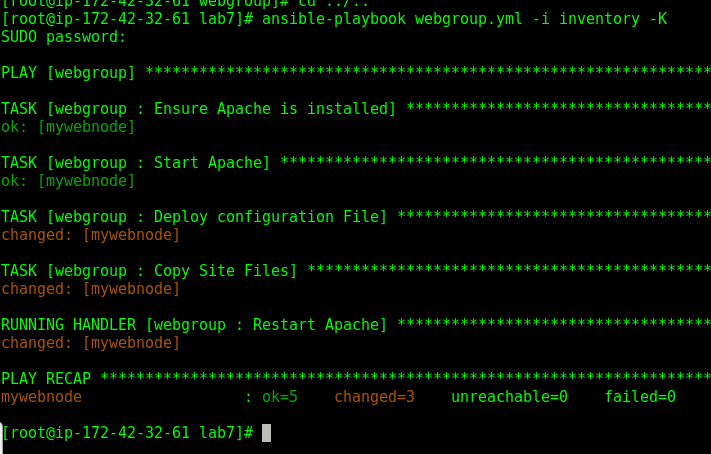 [root@ip-172-42-32-61 webgroup]# cd ../..
[root@ip-172-42-32-61 lab7]# ansible-playbook webgroup.yml -i inventory -K
SUDO password:
PLAY [webgroup] ***************************************************************
TASK [webgroup : Ensure Apache is installed] **********************************
ok: [mywebnode]
TASK [webgroup : Start Apache] ************************************************
ok: [mywebnode]
TASK [webgroup : Deploy configuration File] ***********************************
changed: [mywebnode]
TASK [webgroup : Copy Site Files] *********************************************
changed: [mywebnode]
RUNNING HANDLER [webgroup : Restart Apache] ***********************************
changed: [mywebnode]
PLAY RECAP ********************************************************************
mywebnode                  : ok=5    changed=3    unreachable=0    failed=0
[root@ip-172-42-32-61 lab7]#